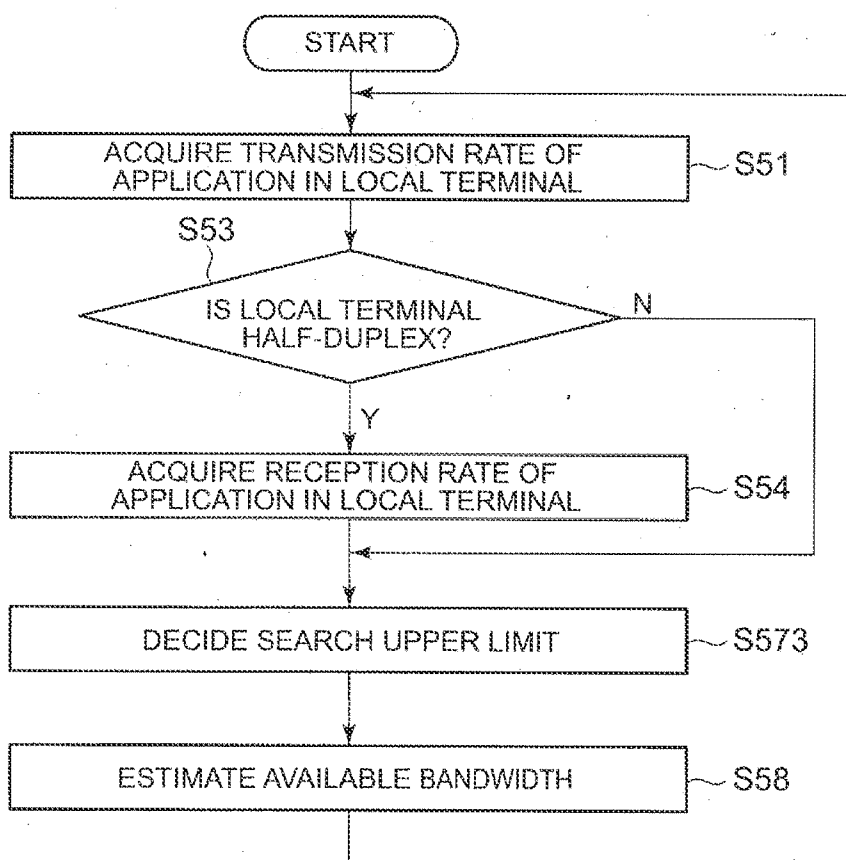 START
ACQUIRE TRANSMISSION RATE OF
APPLICATION IN LOCAL TERMINAL
S51
S53
IS LOCAL TERMINAL
HALF-DUPLEX?
N
Y
ACQUIRE RECEPTION RATE OF
APPLICATION IN LOCAL TERMINAL
S54
DECIDE SEARCH UPPER LIMIT
S573
ESTIMATE AVAILABLE BANDWIDTH
S58